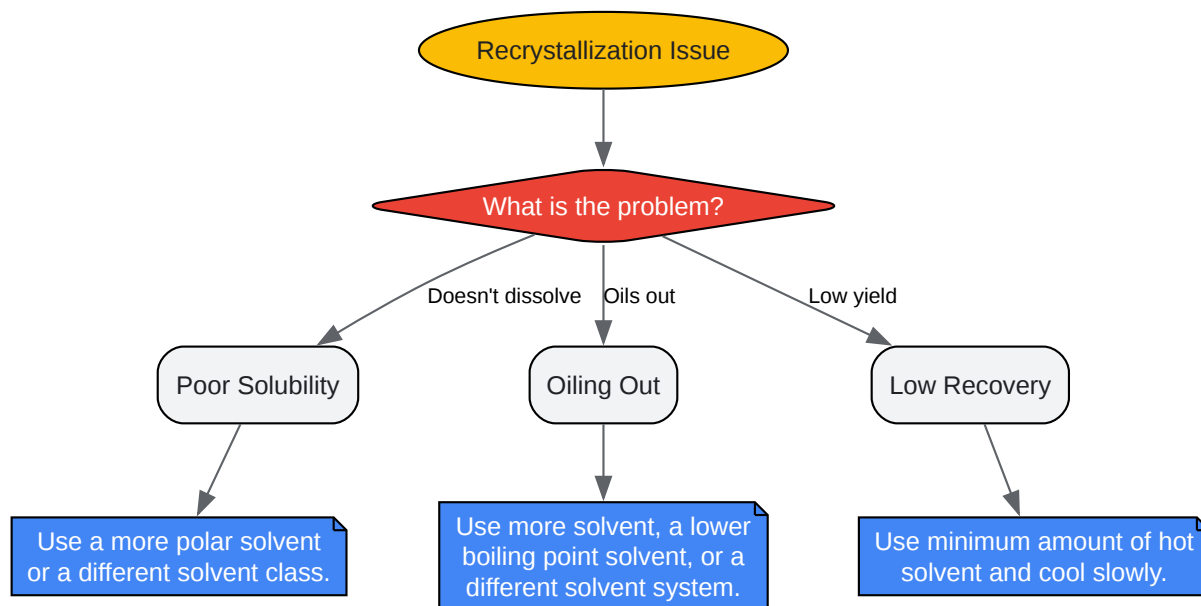 Recrystallization Issue
What is the problem?
Doesn't dissolve
Oils out
Low yield
Poor Solubility
Oiling Out
Low Recovery
Use a more polar solvent
or a different solvent class.
Use more solvent, a lower
boiling point solvent, or a
different solvent system.
Use minimum amount of hot
solvent and cool slowly.